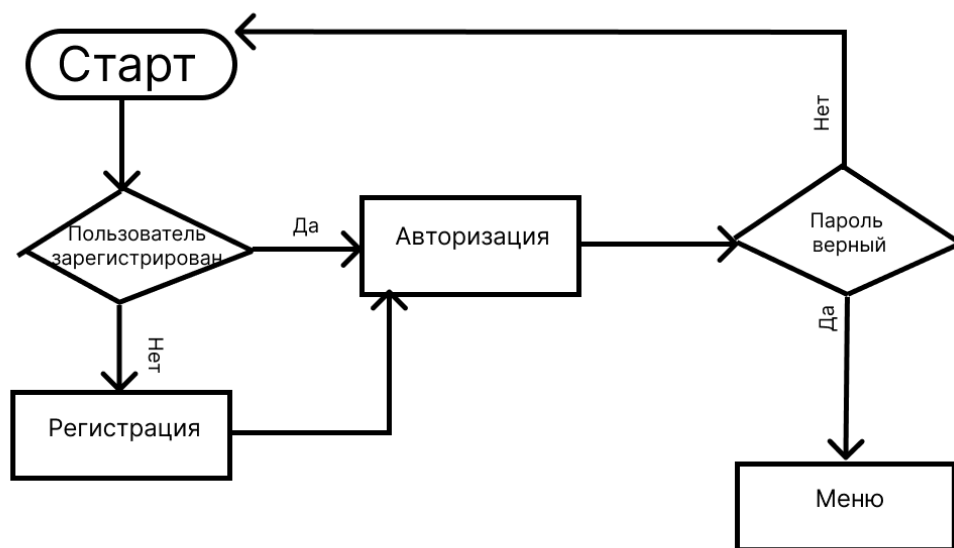 Старт
Нет
Пользователь
зарегистрирован
Да
Авторизация
Пароль
верный
Нет
Да
Регистрация
Меню